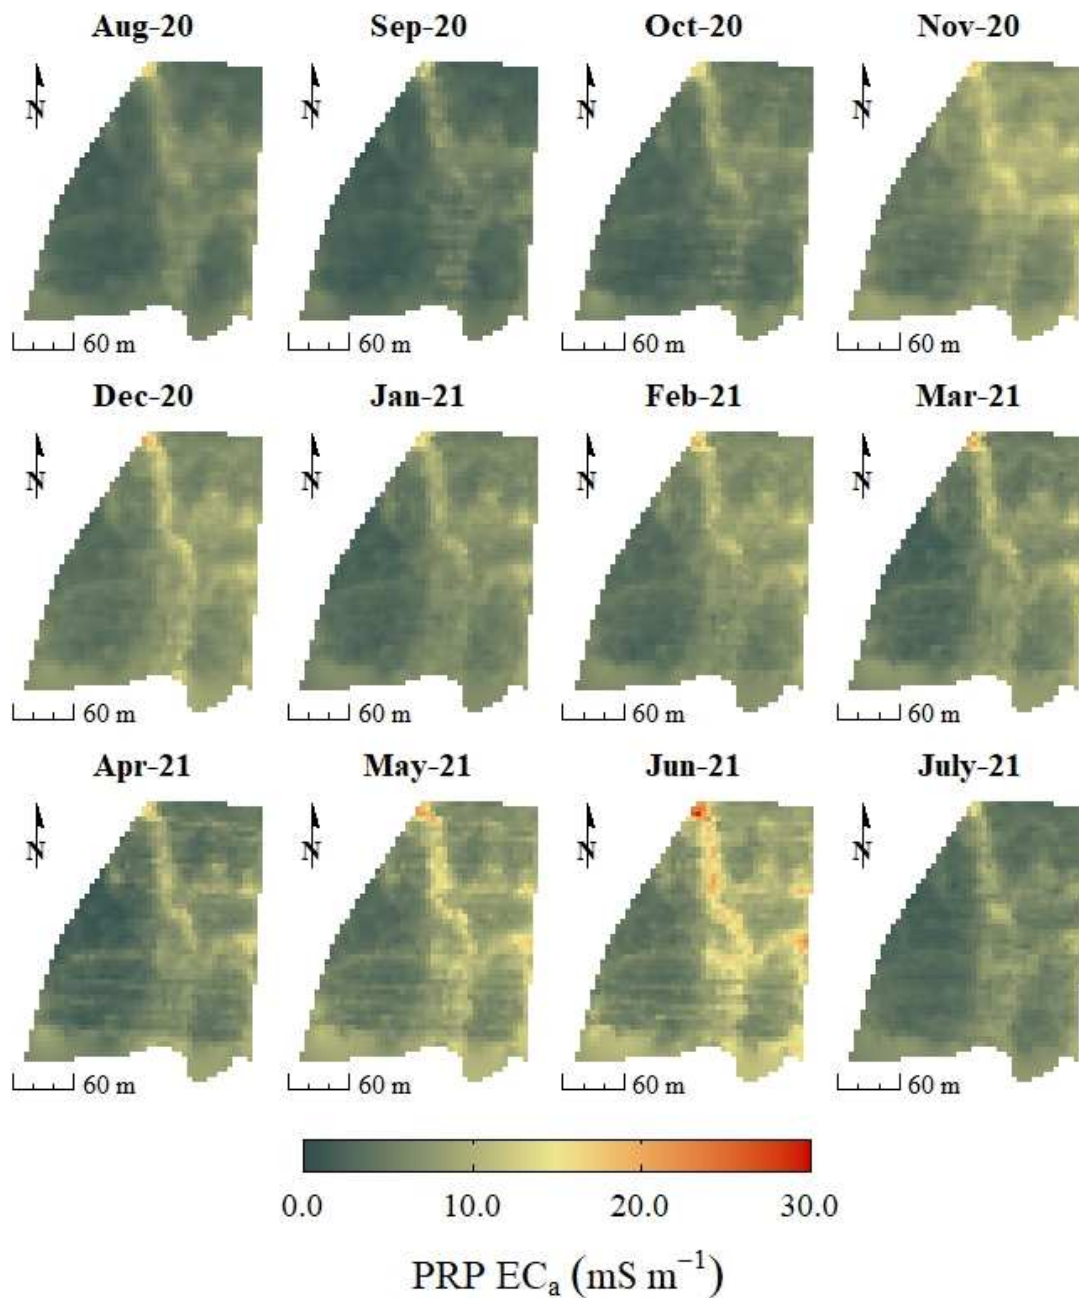 Aug-20 Sep-20 Oct-20 Nov-20
N N N N
60 m 60 m 60 m 60 m
Dec-20 Jan-21 Feb-21 Mar-21
N N N N
60 m 60 m 60 m 60 m
Apr-21 May-21 Jun-21 July-21
N N N N
60 m 60 m 60 m 60 m
0.0 10.0 20.0 30.0
PRP ECₐ (mS m⁻¹)